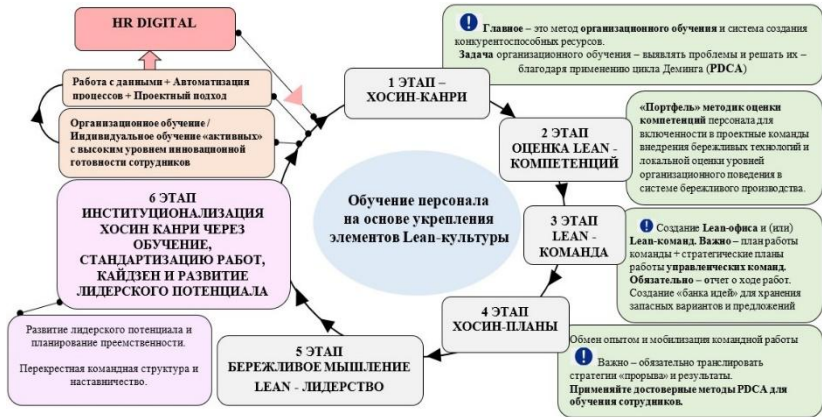 HR DIGITAL
Работа с данными + Автоматизация
процессов + Проектный подход
Организационное обучение /
Индивидуальное обучение «активных»
с высоким уровнем инновационной
готовности сотрудников
1 ЭТАП –
ХОСИН-КАНРИ
Главное – это метод организационного обучения и система создания
конкурентоспособных ресурсов.
Задача организационного обучения – выявлять проблемы и решать их –
благодаря применению цикла Деминга (PDCA)
2 ЭТАП
ОЦЕНКА LEAN -
КОМПЕТЕНЦИЙ
«Портфель» методик оценки
компетенций персонала для
включенности в проектные команды
внедрения бережливых технологий и
локальной оценки уровней
организационного поведения в
системе бережливого производства.
Обучение персонала
на основе укрепления
элементов Lean-культуры
3 ЭТАП
LEAN -
КОМАНДА
Создание Lean-офиса и (или)
Lean-команд. Важно – план работы
команды + стратегические планы
работы управленческих команд.
Обязательно – отчет о ходе работ.
Создание «банка идей» для хранения
запасных вариантов и предложений
4 ЭТАП
ХОСИН-ПЛАНЫ
Обмен опытом и мобилизация командной работы
Важно – обязательно транслировать
стратегии «прорыва» и результаты.
Применяйте достоверные методы PDCA для
обучения сотрудников.
5 ЭТАП
БЕРЕЖЛИВОЕ МЫШЛЕНИЕ
LEAN - ЛИДЕРСТВО
6 ЭТАП
ИНСТИТУЦИОНАЛИЗАЦИЯ
ХОСИН КАНРИ ЧЕРЕЗ
ОБУЧЕНИЕ,
СТАНДАРТИЗАЦИЮ РАБОТ,
КАЙДЗЕН И РАЗВИТИЕ
ЛИДЕРСКОГО ПОТЕНЦИАЛА
Развитие лидерского потенциала и
планирование преемственности.
Перекрестная командная структура и
наставничество.